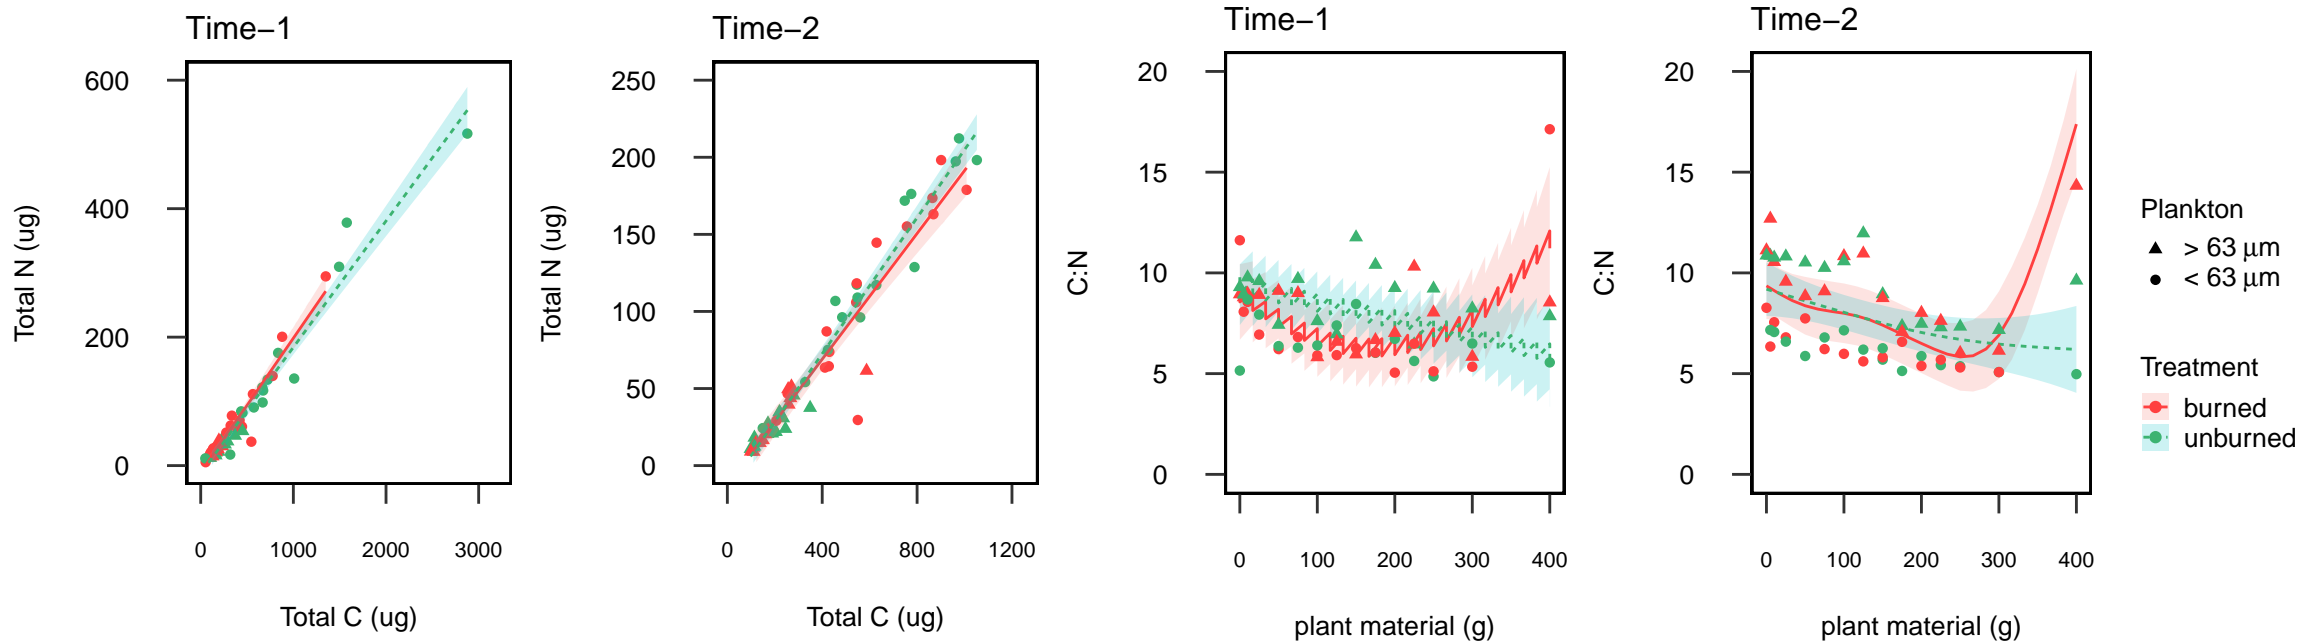 Time−1
Total N (ug)
600
400
200
0
0 1000 2000 3000
Total C (ug)
Time−2
Total N (ug)
250
200
150
100
50
0
0 400 800 1200
Total C (ug)
Time−1
C:N
20
15
10
5
0
0 100 200 300 400
plant material (g)
Time−2
C:N
20
15
10
5
0
0 100 200 300 400
plant material (g)
Plankton
> 63 μm
< 63 μm
Treatment
burned
unburned